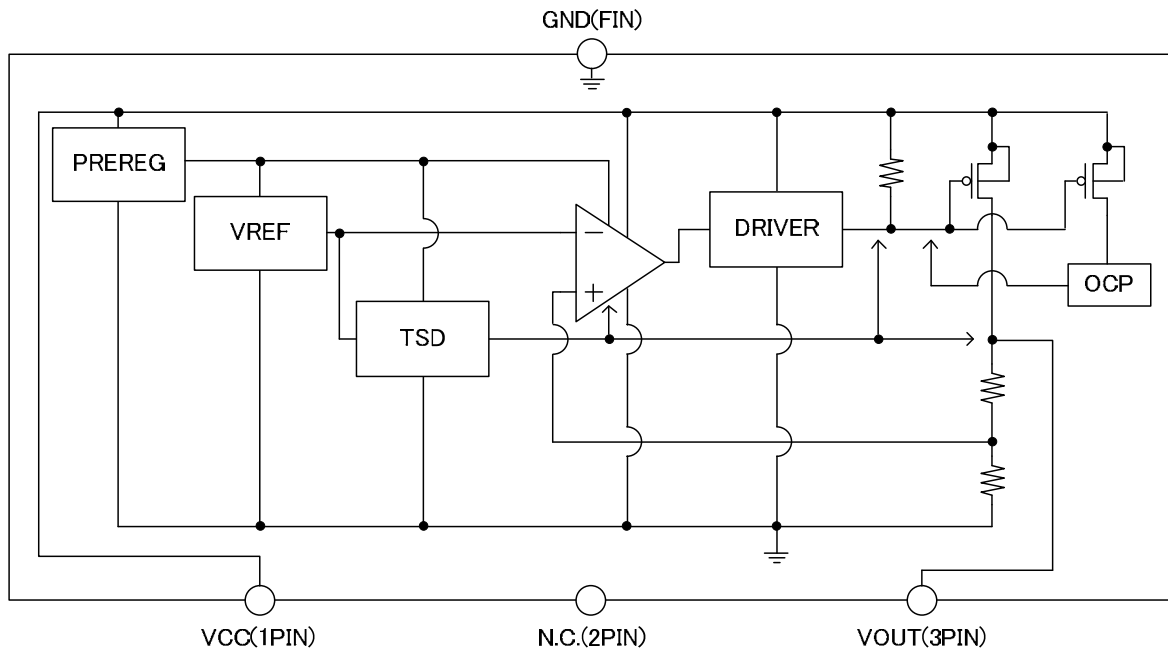 GND(FIN)
PREREG
VREF
DRIVER
OCP
TSD
−
+
VCC(1PIN)
N.C.(2PIN)
VOUT(3PIN)